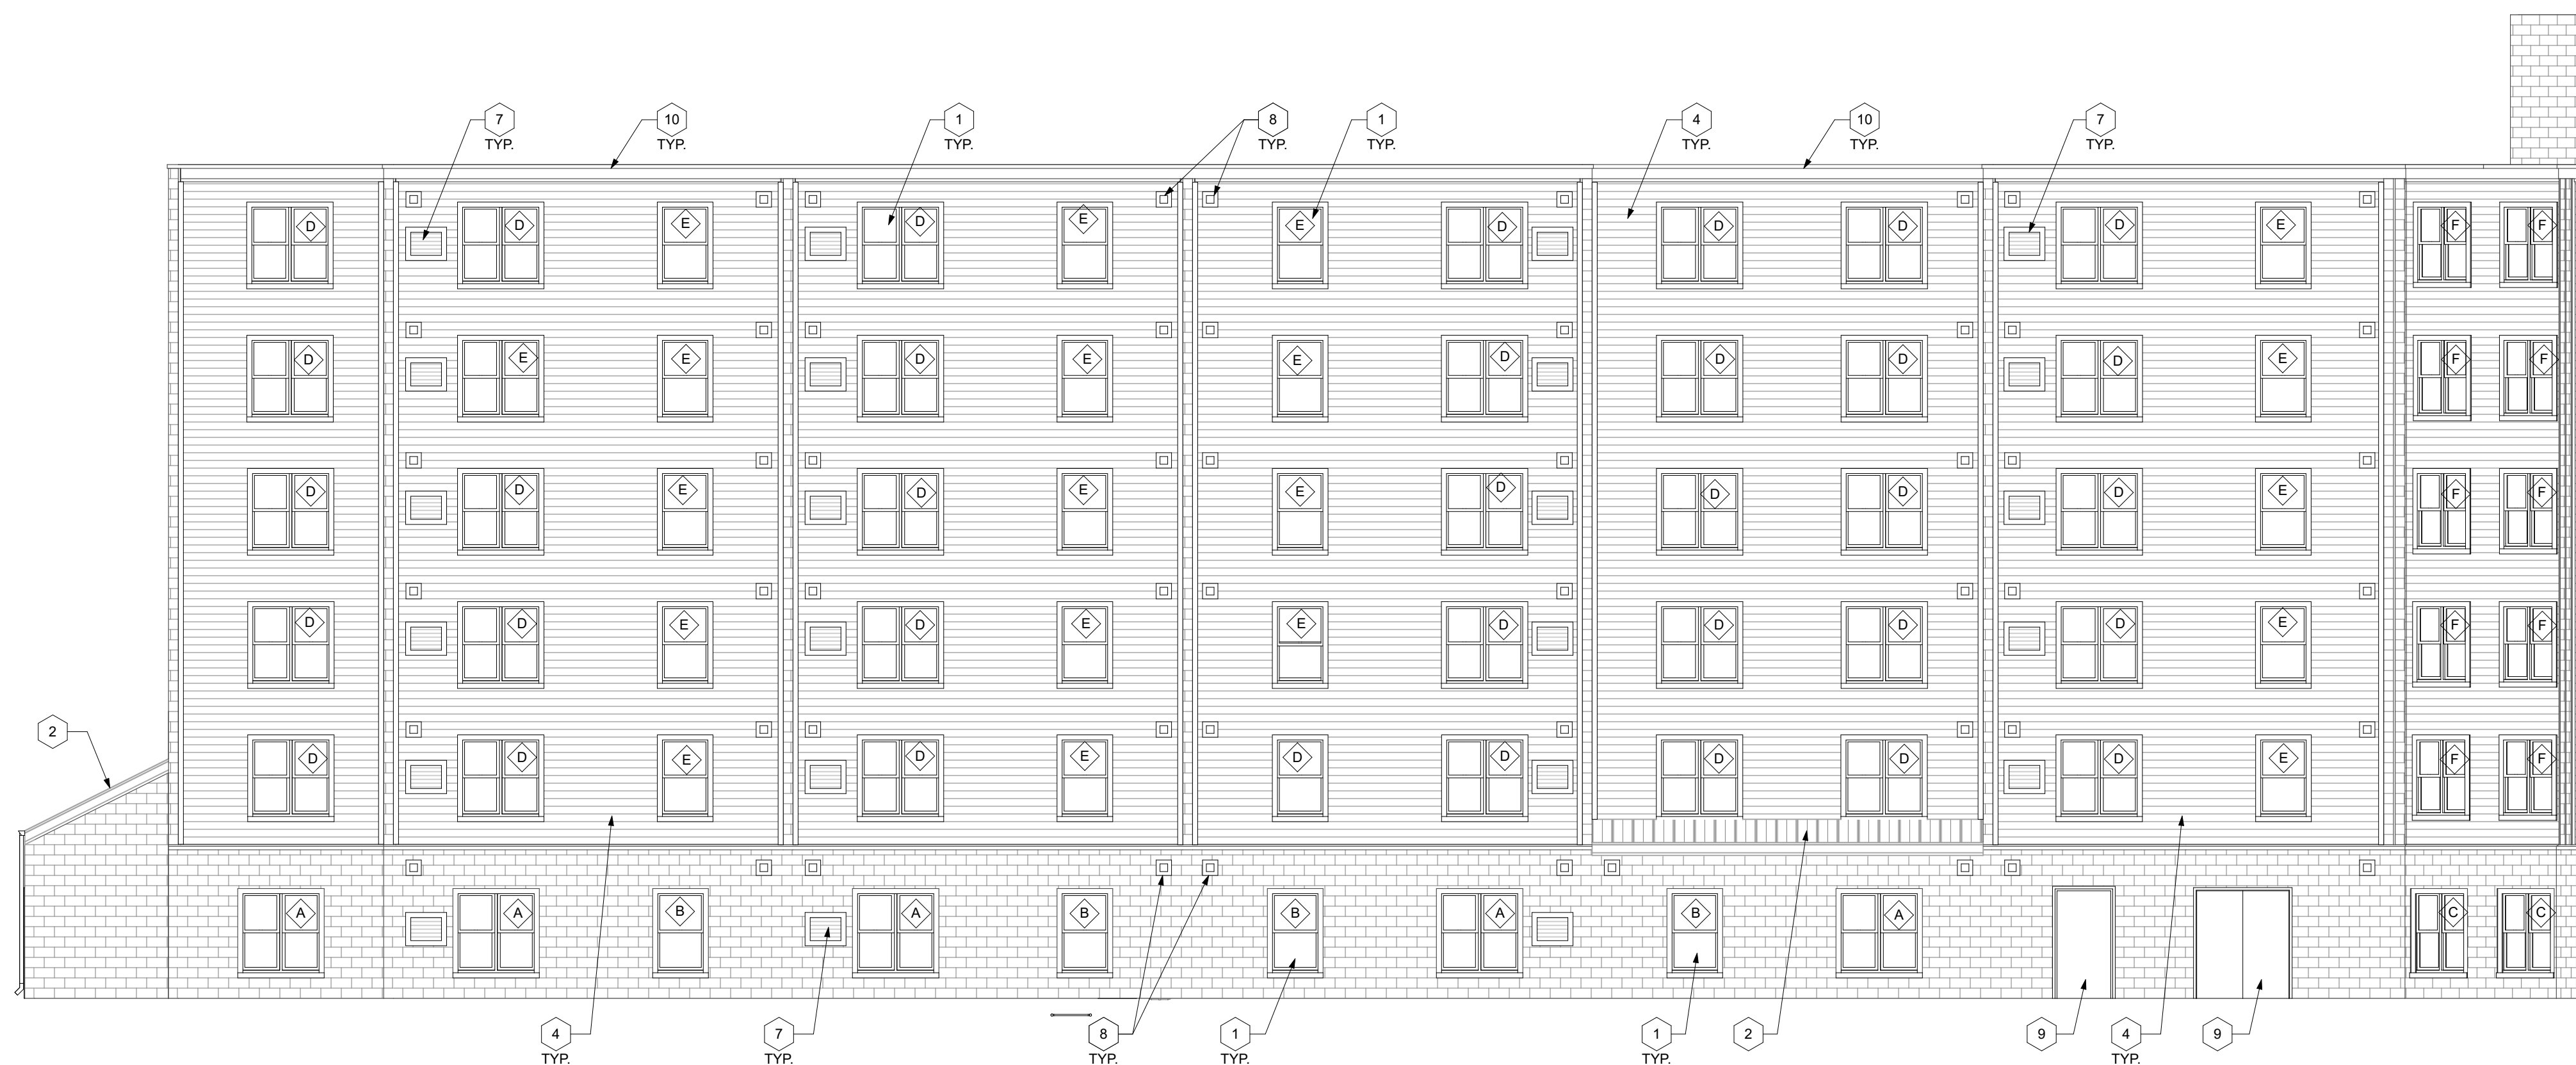 7 10 1 8 1 4 10 7
TYP. TYP. TYP. TYP. TYP. TYP. TYP. TYP.
D D E D E E D D D D E F F
D E E D E E D D D D E F F
D D E D E E D D D D E F F
D D E D E E D D D D E F F
2
D D E D E D D D D D E F F
A A B A B B A B A C C
4 7 8 1 1 2 9 4 9
TYP. TYP. TYP. TYP. TYP. TYP.